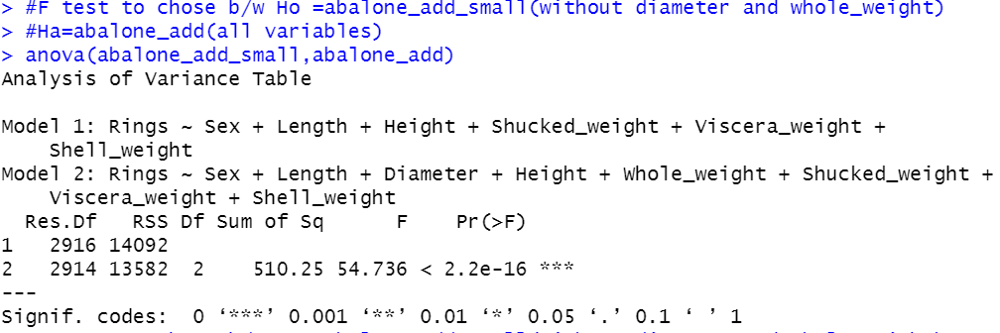 > #F test to chose b/w Ho =abalone_add_small(without diameter and whole_weight)
> #Ha=abalone_add(all variables)
> anova(abalone_add_small,abalone_add)
Analysis of Variance Table
Model 1: Rings ~ Sex + Length + Height + Shucked_weight + Viscera_weight +
Shell_weight
Model 2: Rings ~ Sex + Length + Diameter + Height + Whole_weight + Shucked_weight +
Viscera_weight + Shell_weight
Res.Df RSS Df Sum of Sq F Pr(>F)
1 2916 14092
2 2914 13582 2 510.25 54.736 < 2.2e-16 ***
---
Signif. codes: 0 ‘***’ 0.001 ‘**’ 0.01 ‘*’ 0.05 ‘.’ 0.1 ‘ ’ 1